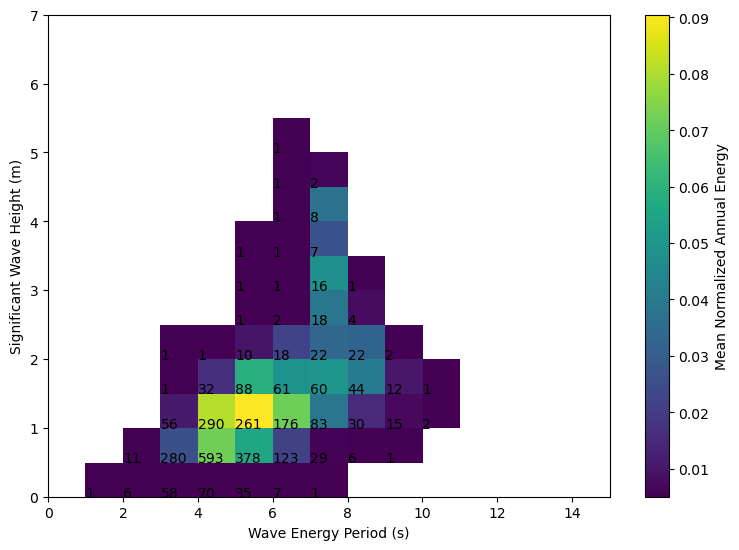 7
6
5
4
3
2
1
0
1
1 2
1 8
1 1 7
1 1 16 1
1 2 18 4
1 1 10 18 22 22 2
1 32 88 61 60 44 12 1
56 290 261 176 83 30 15 2
11 280 593 378 123 29 6 1
1 6 58 70 35 7 1
0 2 4 6 8 10 12 14
Wave Energy Period (s)
Significant Wave Height (m)
0.09
0.08
0.07
0.06
0.05
0.04
0.03
0.02
0.01
Mean Normalized Annual Energy